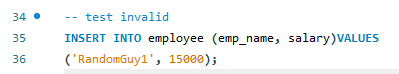 34 -- test invalid
35 INSERT INTO employee (emp_name, salary)VALUES
36 ('RandomGuy1', 15000);